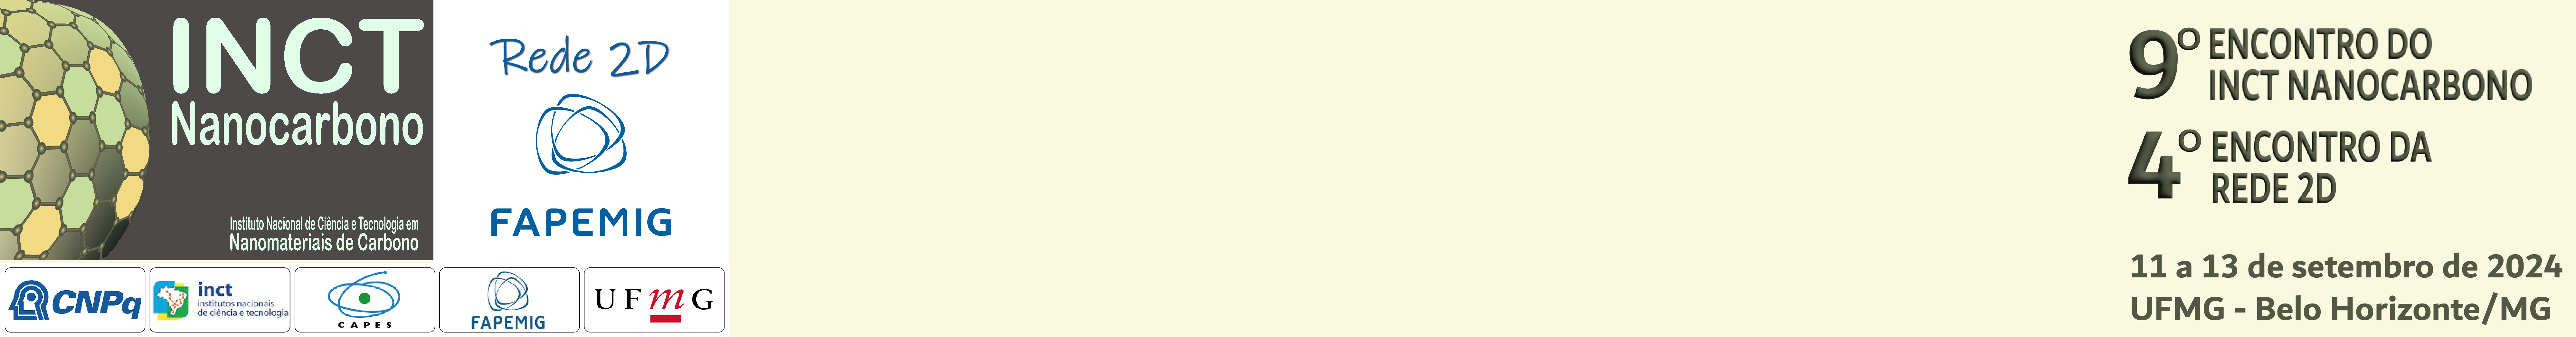 INCT
Nanocarbono
Instituto Nacional de Ciência e Tecnologia em
Nanomateriais de Carbono
Rede 2D
FAPEMIG
CNPq
inct
institutos nacionais
de ciência e tecnologia
CAPES
FAPEMIG
UFmG
9º ENCONTRO DO
INCT NANOCARBONO
4º ENCONTRO DA
REDE 2D
11 a 13 de setembro de 2024
UFMG - Belo Horizonte/MG